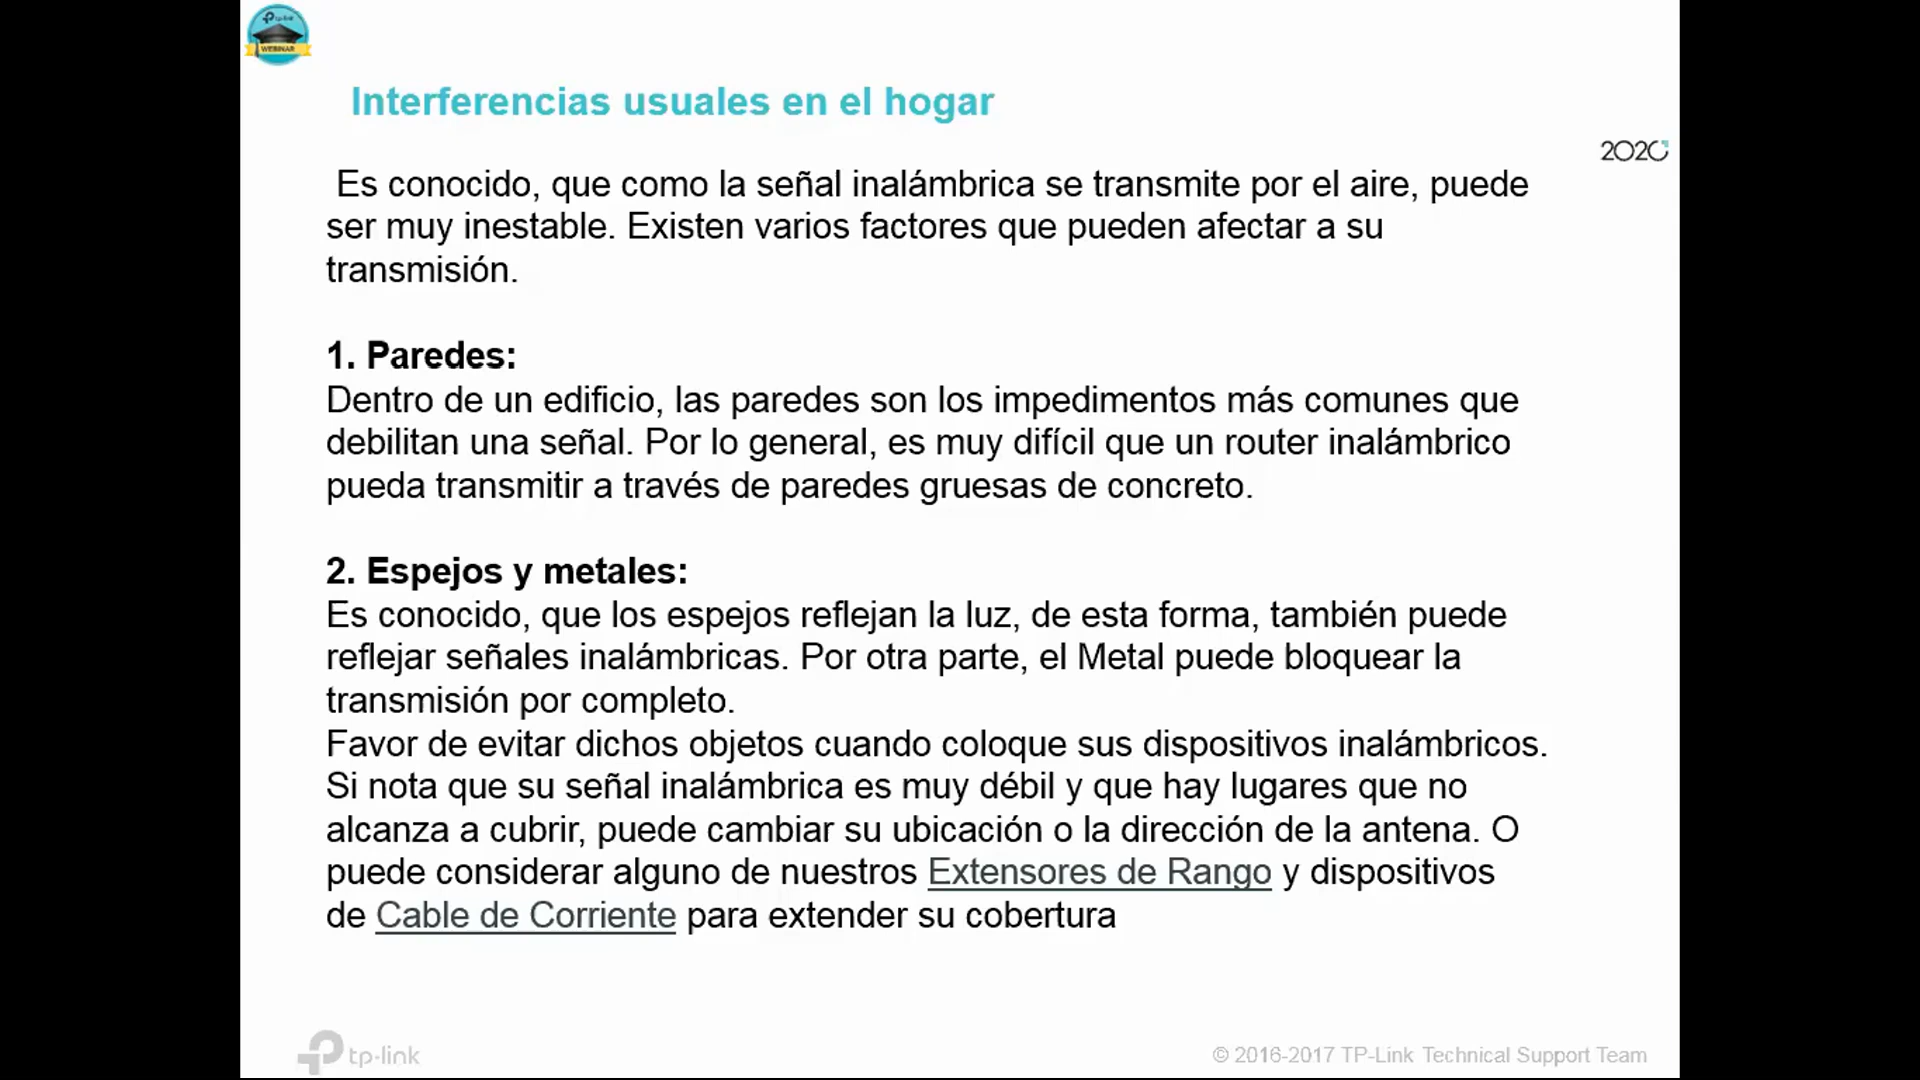 tp-link
WEBINAR
Interferencias usuales en el hogar
2020
Es conocido, que como la señal inalámbrica se transmite por el aire, puede
ser muy inestable. Existen varios factores que pueden afectar a su
transmisión.
1. Paredes:
Dentro de un edificio, las paredes son los impedimentos más comunes que
debilitan una señal. Por lo general, es muy difícil que un router inalámbrico
pueda transmitir a través de paredes gruesas de concreto.
2. Espejos y metales:
Es conocido, que los espejos reflejan la luz, de esta forma, también puede
reflejar señales inalámbricas. Por otra parte, el Metal puede bloquear la
transmisión por completo.
Favor de evitar dichos objetos cuando coloque sus dispositivos inalámbricos.
Si nota que su señal inalámbrica es muy débil y que hay lugares que no
alcanza a cubrir, puede cambiar su ubicación o la dirección de la antena. O
puede considerar alguno de nuestros Extensores de Rango y dispositivos
de Cable de Corriente para extender su cobertura
tp-link
© 2016-2017 TP-Link Technical Support Team